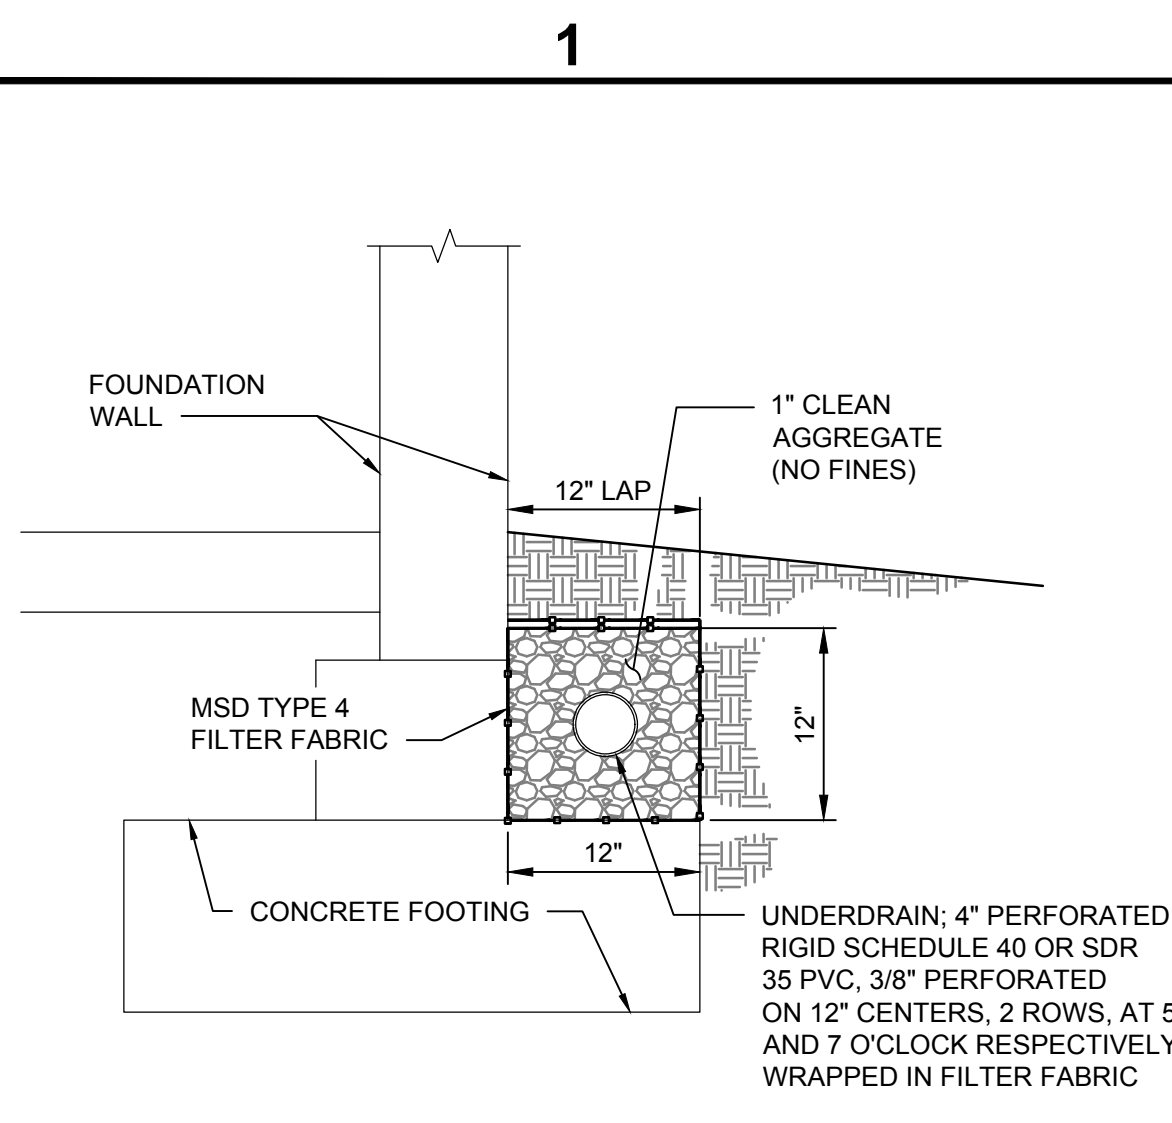 1
FOUNDATION
WALL
1" CLEAN
AGGREGATE
(NO FINES)
12" LAP
MSD TYPE 4
FILTER FABRIC
12"
12"
CONCRETE FOOTING
UNDERDRAIN; 4" PERFORATED
RIGID SCHEDULE 40 OR SDR
35 PVC, 3/8" PERFORATED
ON 12" CENTERS, 2 ROWS, AT 5
AND 7 O'CLOCK RESPECTIVELY
WRAPPED IN FILTER FABRIC